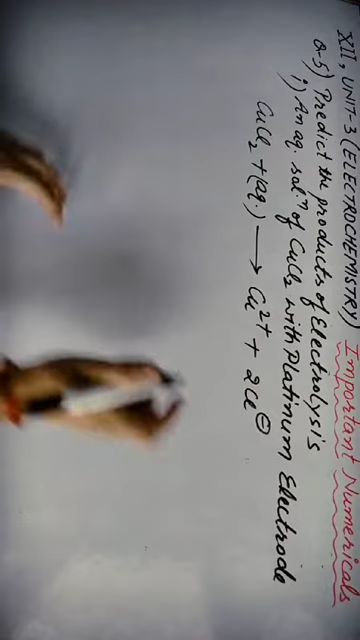 XII, UNIT-3 (ELECTROCHEMISTRY) Important Numericals
Q-5) Predict the products of Electrolysis
i) An aq. solⁿ of CuCl₂ with Platinum Electrode
CuCl₂ + (aq.) → Cu²⁺ + 2Cl⊖